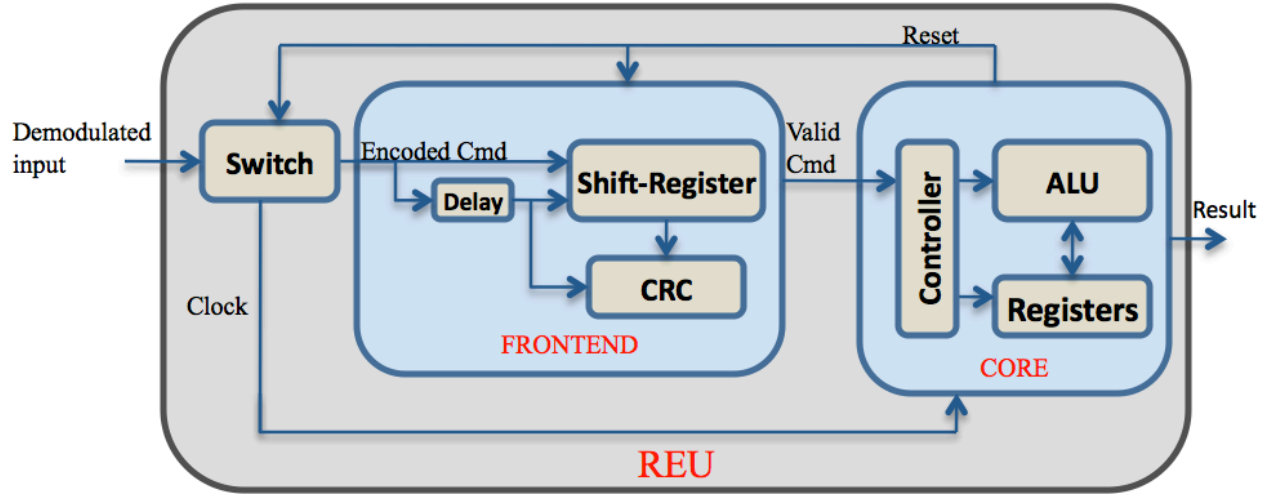 Reset
Demodulated
input
Switch
Encoded Cmd
Delay
Shift-Register
CRC
FRONTEND
Valid
Cmd
Controller
ALU
Registers
CORE
Result
Clock
REU